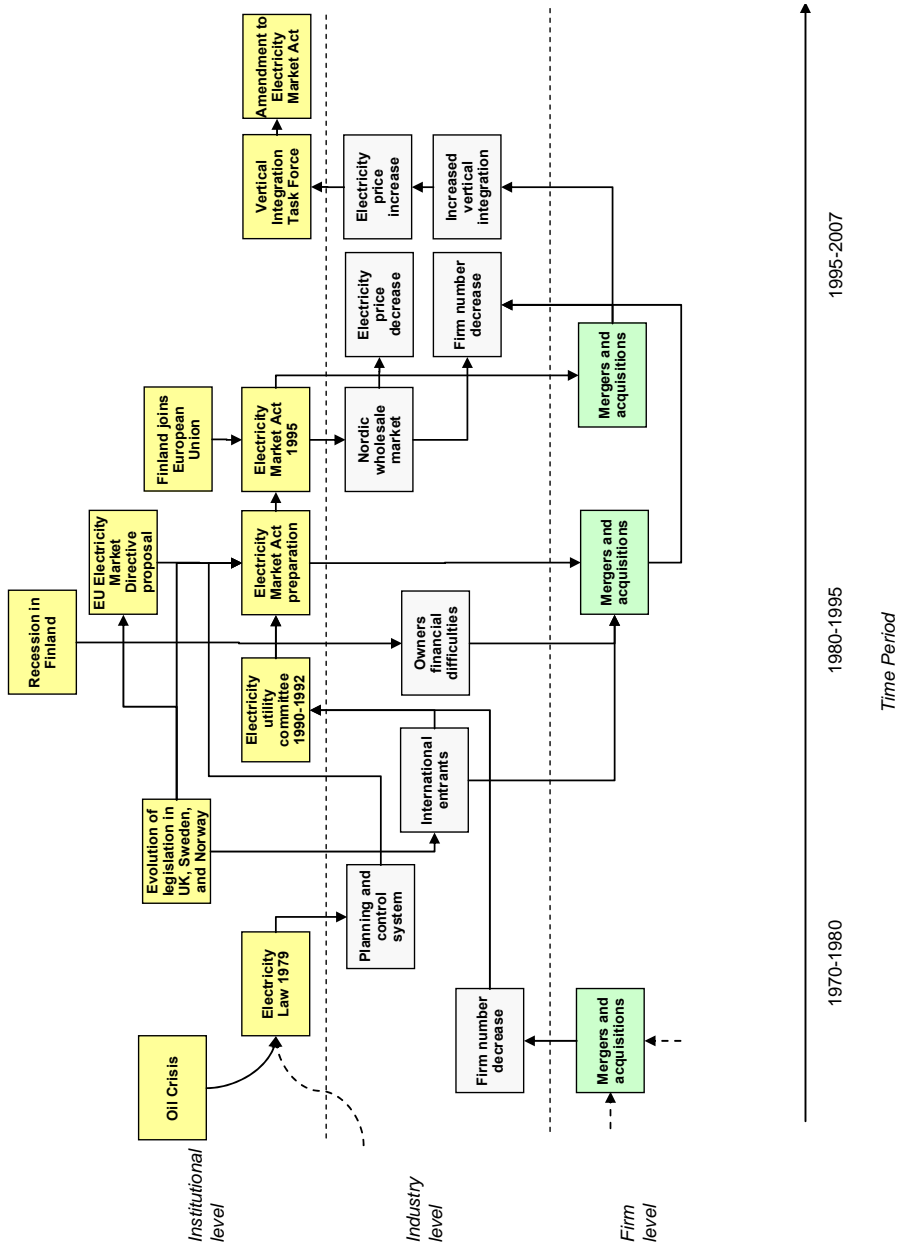 Recession in
Finland
EU Electricity
Market
Directive
proposal
Oil Crisis
Evolution of
legislation in
UK, Sweden,
and Norway
Finland joins
European
Union
Institutional
level
Electricity
Law 1979
Electricity
utility
committee
1990-1992
Electricity
Market Act
preparation
Electricity
Market Act
1995
Vertical
Integration
Task Force
Amendment to
Electricity
Market Act
Industry
level
Planning and
control
system
Nordic
wholesale
market
Electricity
price
decrease
Electricity
price
increase
International
entrants
Owners
financial
difficulties
Firm number
decrease
Firm number
decrease
Increased
vertical
integration
Firm
level
Mergers and
acquisitions
Mergers and
acquisitions
Mergers and
acquisitions
1970-1980
1980-1995
1995-2007
Time Period